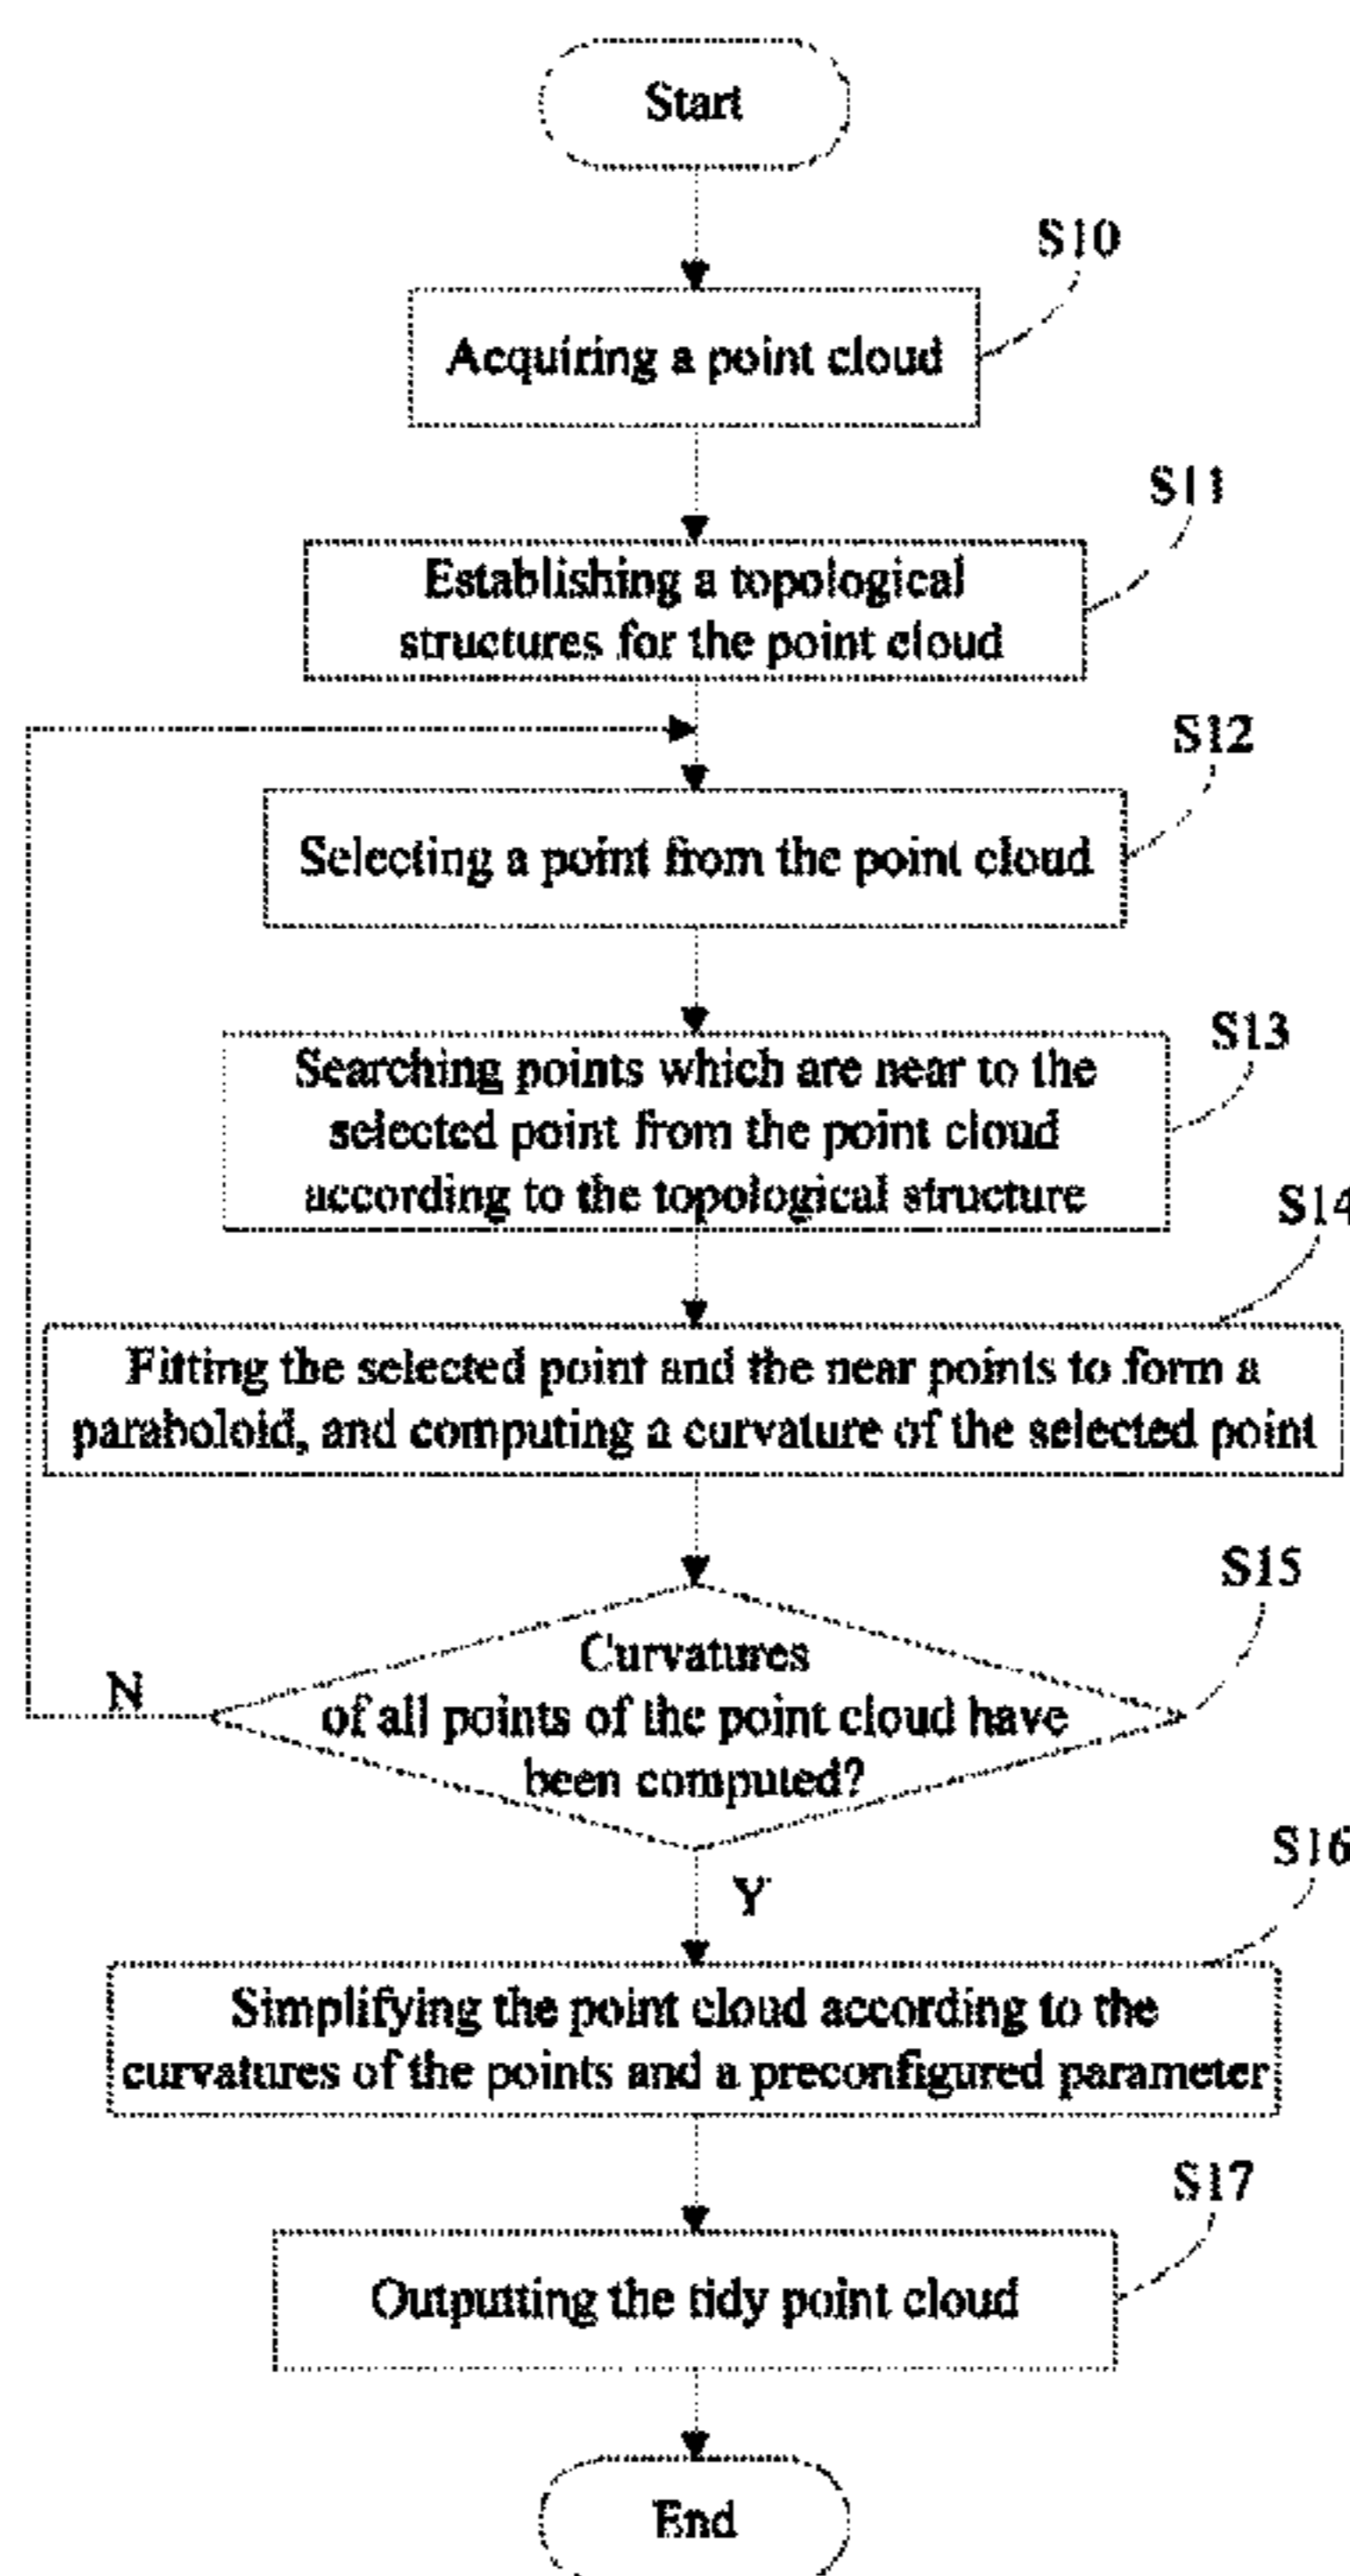 Start
S10
Acquiring a point cloud
S11
Establishing a topological
structures for the point cloud
S12
Selecting a point from the point cloud
S13
Searching points which are near to the
selected point from the point cloud
according to the topological structure
S14
Fitting the selected point and the near points to form a
paraboloid, and computing a curvature of the selected point
S15
Curvatures
N
of all points of the point cloud have
been computed?
S16
Y
Simplifying the point cloud according to the
curvatures of the points and a preconfigured parameter
S17
Outputting the tidy point cloud
End